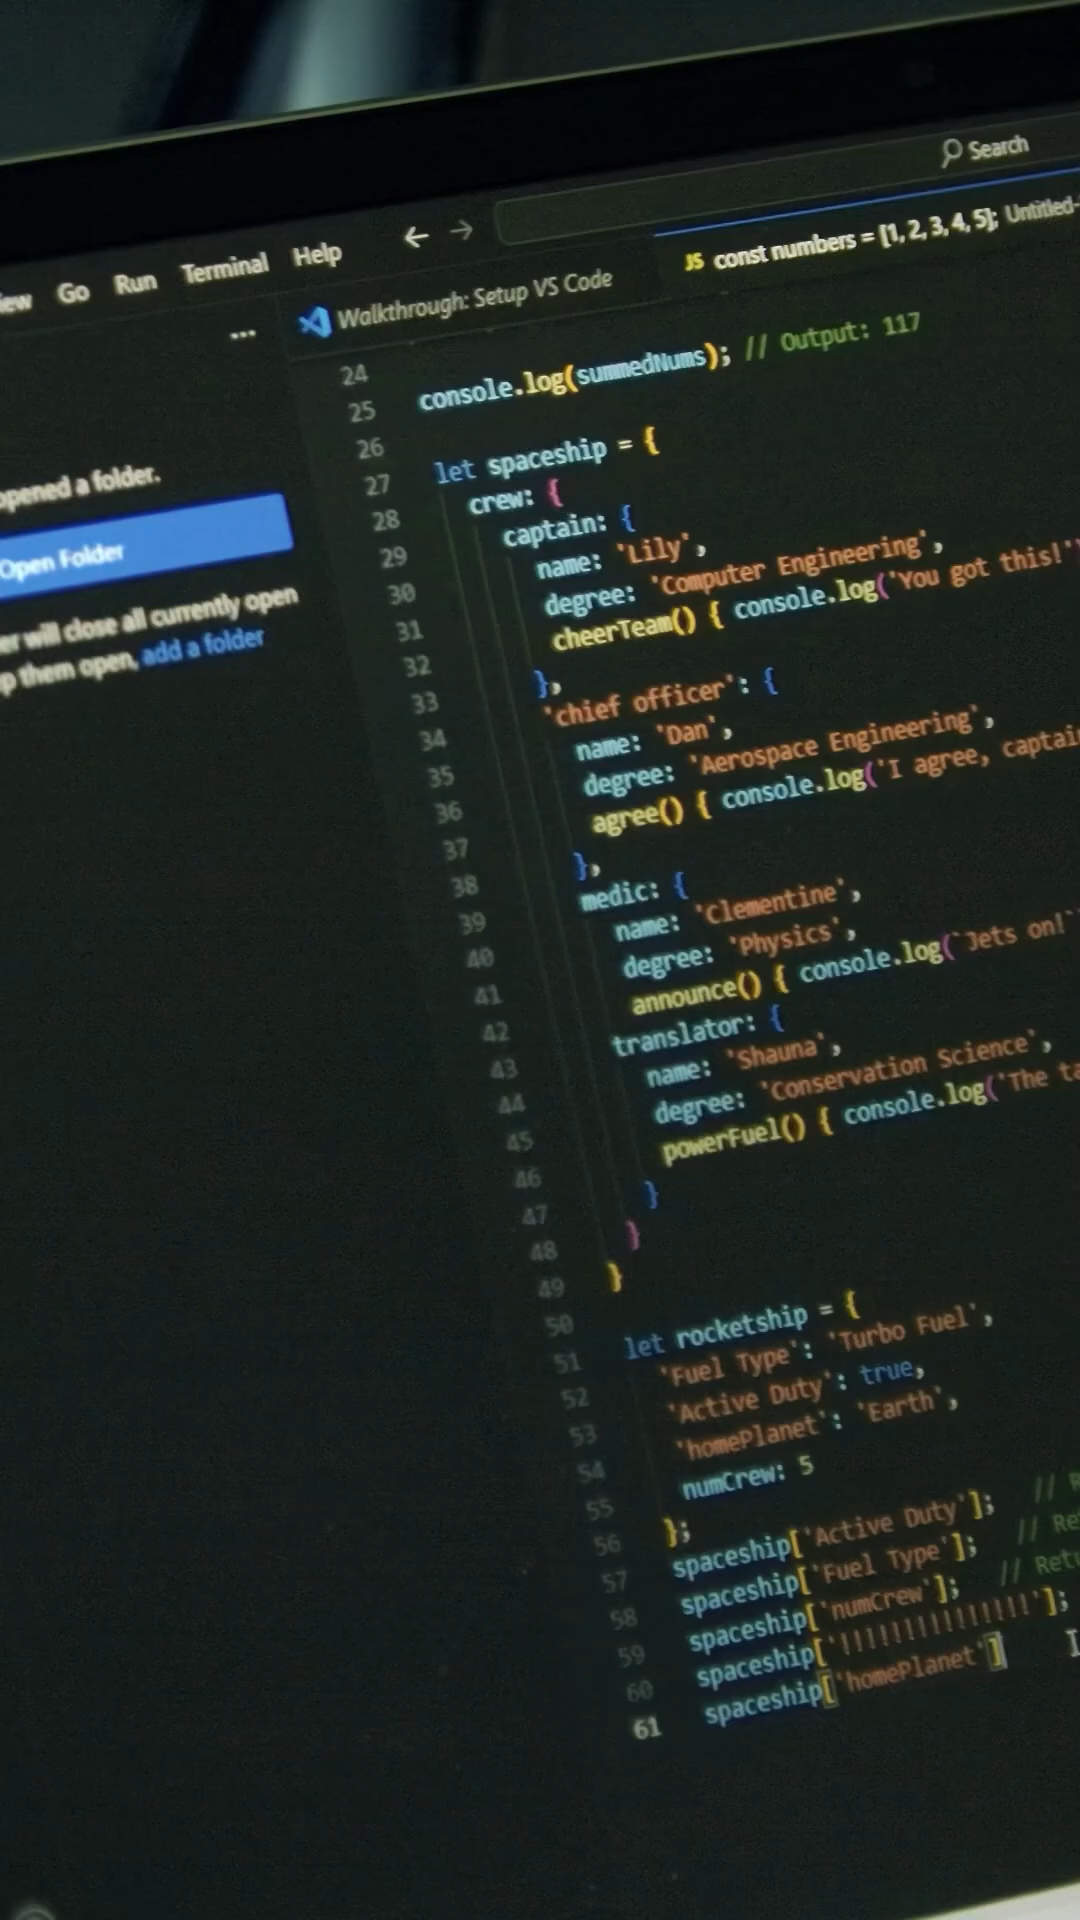 Go Run Terminal Help
Search
Walkthrough: Setup VS Code
JS const numbers = [1, 2, 3, 4, 5]; Untitled-
...
opened a folder.
Open Folder
will close all currently open
them open, add a folder
24
25 console.log(summedNums); // Output: 117
26
27 let spaceship = {
28 crew: {
29 captain: {
30 name: 'Lily',
31 degree: 'Computer Engineering',
32 cheerTeam() { console.log('You got this!'
33 },
34 'chief officer': {
35 name: 'Dan',
36 degree: 'Aerospace Engineering',
37 agree() { console.log('I agree, captai
38 },
39 medic: {
40 name: 'Clementine',
41 degree: 'Physics',
42 announce() { console.log(`Jets on!`
43 translator: {
44 name: 'Shauna',
45 degree: 'Conservation Science',
46 powerFuel() { console.log('The ta
47 }
48 }
49 }
50
51 let rocketship = {
52 'Fuel Type': 'Turbo Fuel',
53 'Active Duty': true,
54 'homePlanet': 'Earth',
55 numCrew: 5
56 };
57 spaceship['Active Duty']; // R
58 spaceship['Fuel Type']; // Re
59 spaceship['numCrew']; // Retu
60 spaceship['!!!!!!!!!!!!!!'];
61 spaceship['homePlanet']